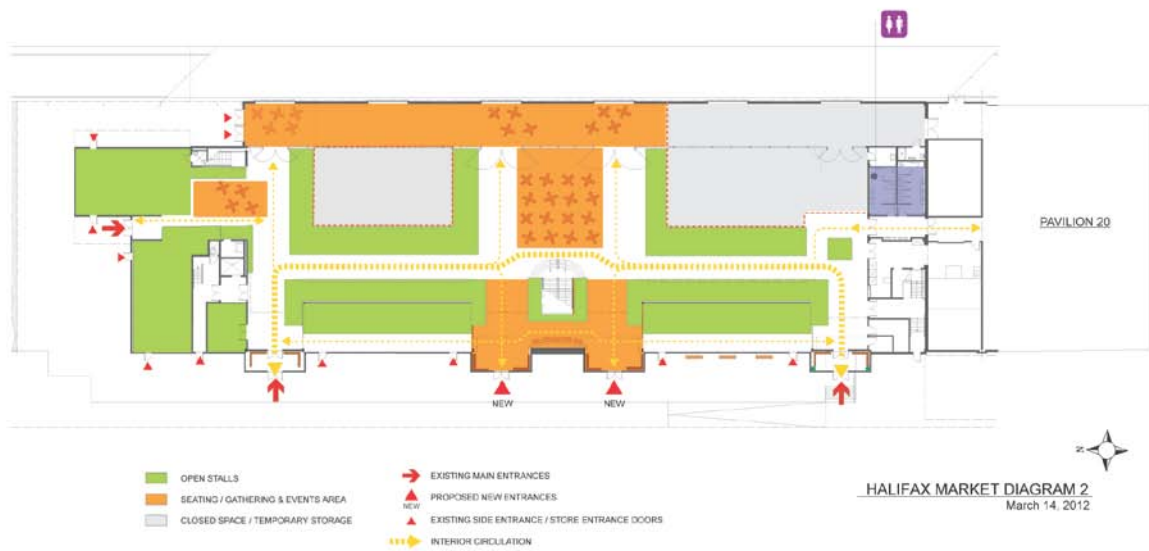 PAVILION 20
NEW
NEW
N
OPEN STALLS
SEATING / GATHERING & EVENTS AREA
CLOSED SPACE / TEMPORARY STORAGE
EXISTING MAIN ENTRANCES
PROPOSED NEW ENTRANCES
NEW
EXISTING SIDE ENTRANCE / STORE ENTRANCE DOORS
INTERIOR CIRCULATION
HALIFAX MARKET DIAGRAM 2
March 14, 2012